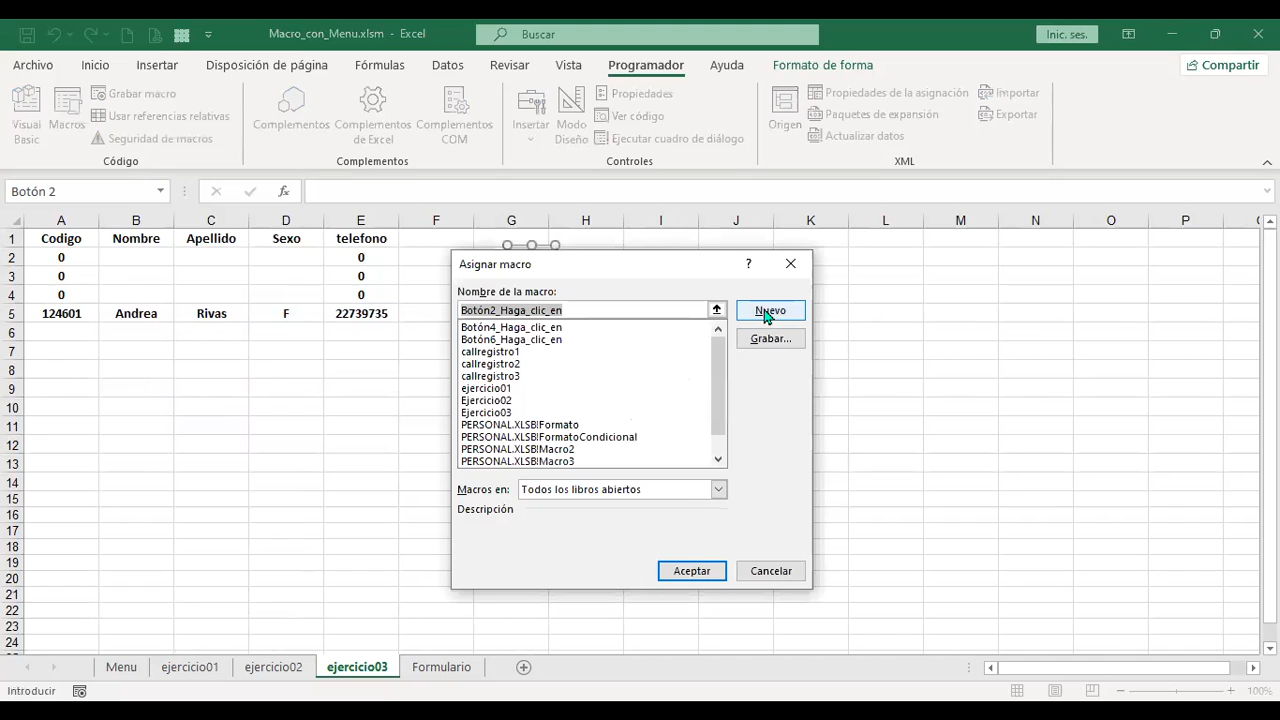 Macro_con_Menu.xlsm - Excel
Buscar
Inic. ses.
Archivo Inicio Insertar Disposición de página Fórmulas Datos Revisar Vista Programador Ayuda Formato de forma
Compartir
Visual Basic
Macros
Grabar macro
Usar referencias relativas
Seguridad de macros
Código
Complementos
Complementos de Excel
Complementos COM
Complementos
Insertar
Modo Diseño
Propiedades
Ver código
Ejecutar cuadro de diálogo
Controles
Origen
Propiedades de la asignación
Paquetes de expansión
Actualizar datos
Importar
Exportar
XML
Botón 2
fx
A B C D E F G H I J K L M N O P
1 Codigo Nombre Apellido Sexo telefono
2 0 0
3 0 0
4 0 0
5 124601 Andrea Rivas F 22739735
6
7
8
9
10
11
12
13
14
15
16
17
18
19
20
21
22
23
24
Asignar macro
?
Nombre de la macro:
Botón2_Haga_clic_en
Nuevo
Grabar...
Botón4_Haga_clic_en
Botón6_Haga_clic_en
callregistro1
callregistro2
callregistro3
ejercicio01
Ejercicio02
Ejercicio03
PERSONAL.XLSB!Formato
PERSONAL.XLSB!FormatoCondicional
PERSONAL.XLSB!Macro2
PERSONAL.XLSB!Macro3
Macros en: Todos los libros abiertos
Descripción
Aceptar Cancelar
Menu ejercicio01 ejercicio02 ejercicio03 Formulario
Introducir
100%